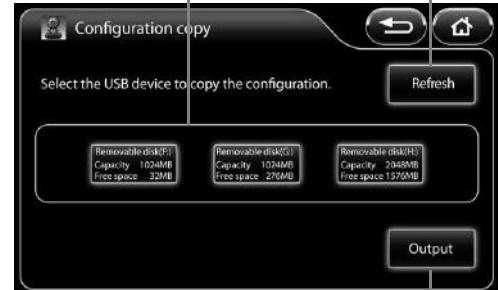 Configuration copy
Select the USB device to copy the configuration.
Refresh
Removable disk(F:)
Capacity 1024MB
Free space 32MB
Removable disk(G:)
Capacity 1024MB
Free space 276MB
Removable disk(H:)
Capacity 2048MB
Free space 1576MB
Output